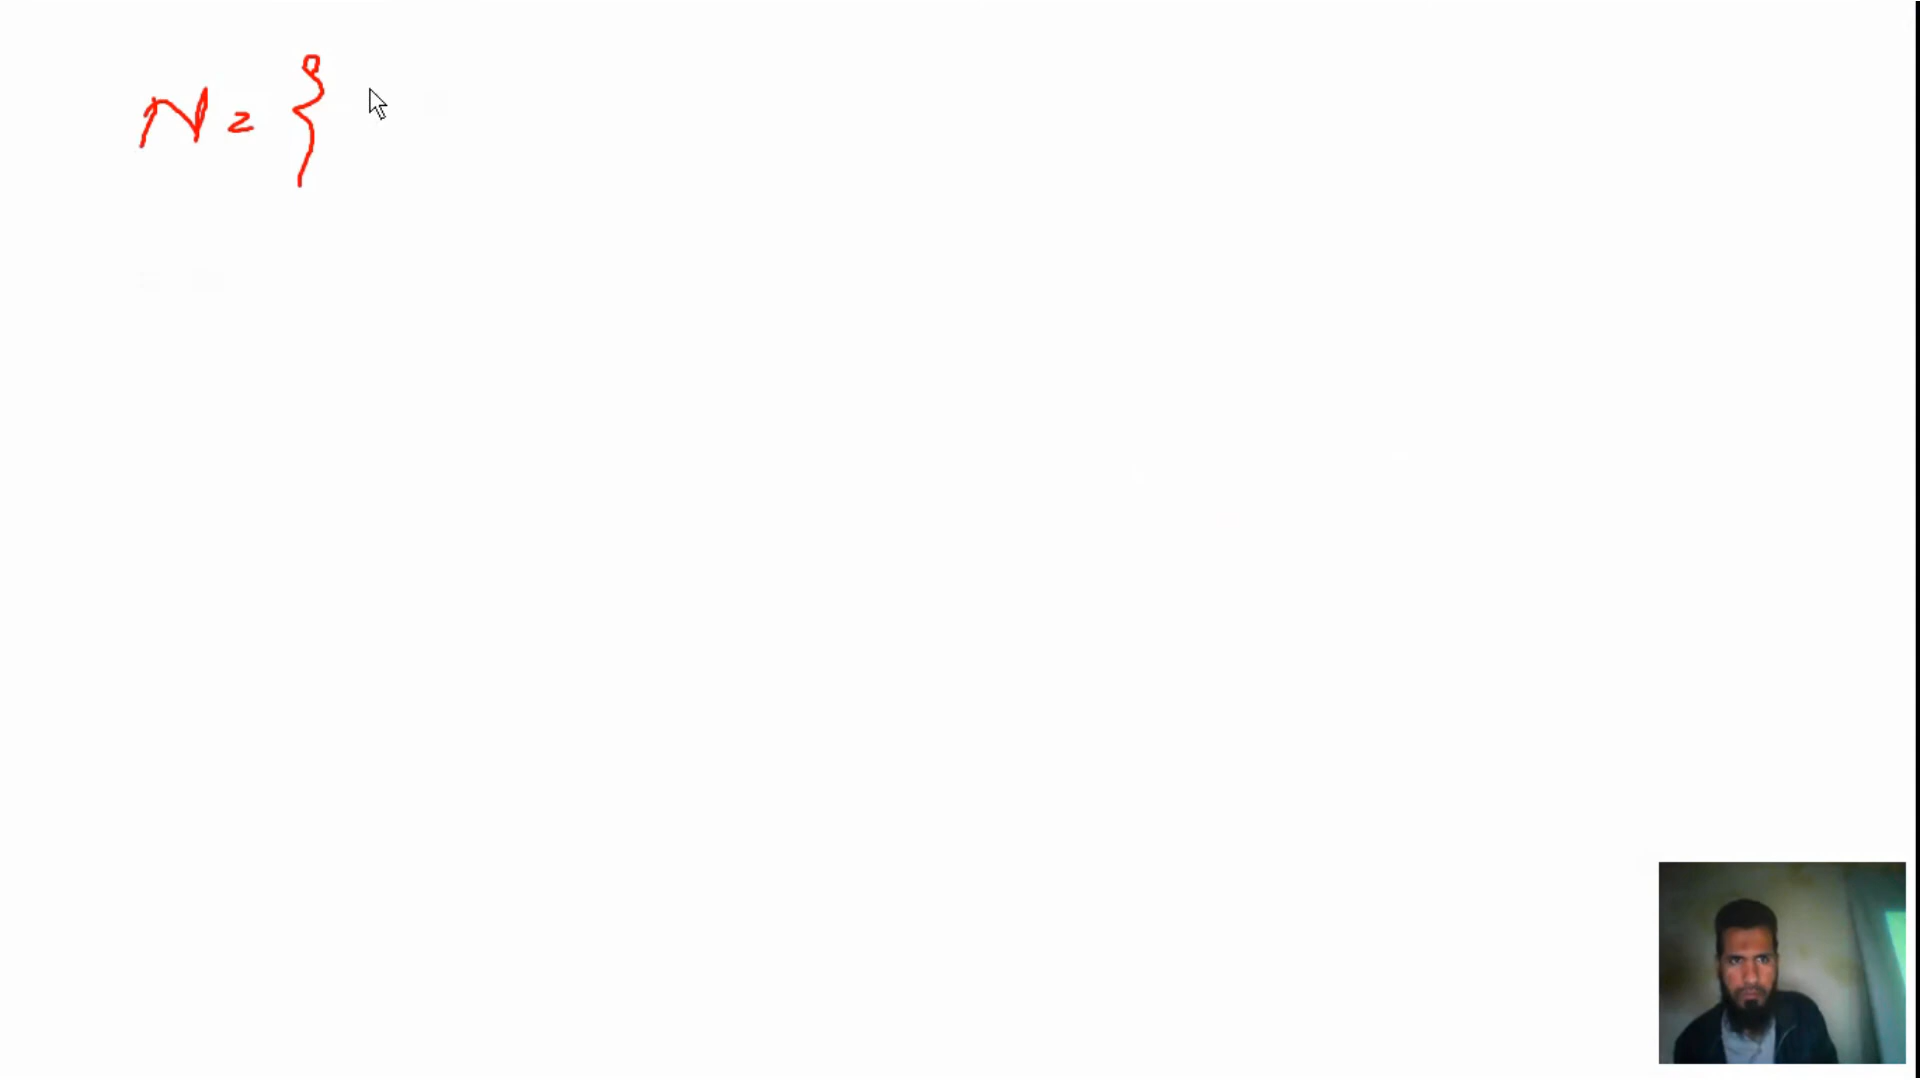 N = {